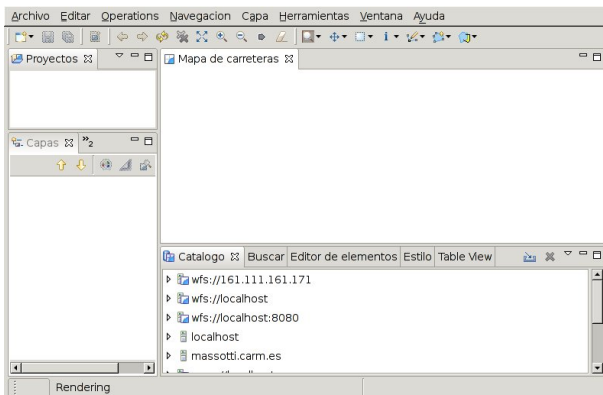 Archivo Editar Operations Navegacion Capa Herramientas Ventana Ayuda
Proyectos
Mapa de carreteras
Capas »2
Catalogo Buscar Editor de elementos Estilo Table View
wfs://161.111.161.171
wfs://localhost
wfs://localhost:8080
localhost
massotti.carm.es
Rendering